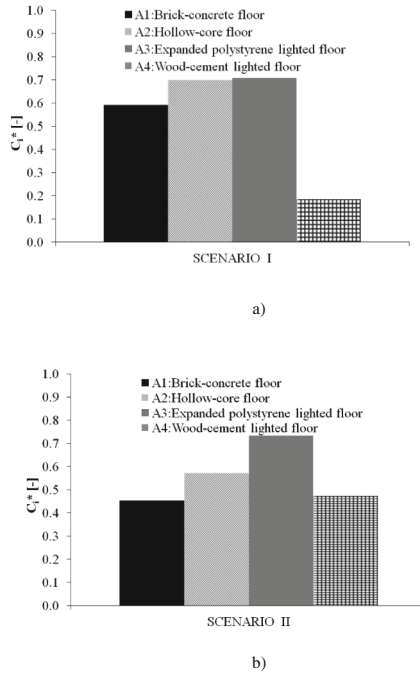 1.0
A1:Brick-concrete floor
0.9
A2:Hollow-core floor
0.8
A3:Expanded polystyrene lighted floor
0.7
A4:Wood-cement lighted floor
0.6
0.5
Ci* [-]
0.4
0.3
0.2
0.1
0.0
SCENARIO I
a)
1.0
A1:Brick-concrete floor
0.9
A2:Hollow-core floor
0.8
A3:Expanded polystyrene lighted floor
0.7
A4:Wood-cement lighted floor
0.6
0.5
Ci* [-]
0.4
0.3
0.2
0.1
0.0
SCENARIO II
b)